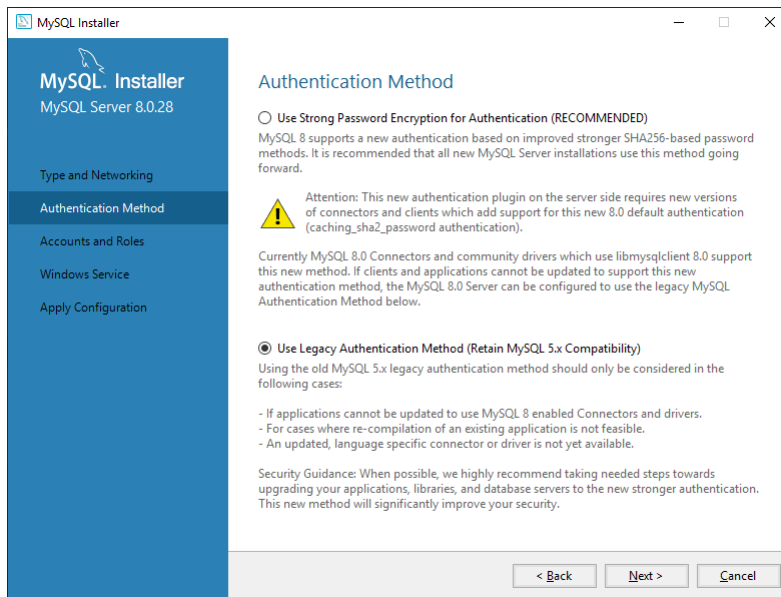 MySQL Installer
MySQL. Installer
MySQL Server 8.0.28
Type and Networking
Authentication Method
Accounts and Roles
Windows Service
Apply Configuration
Authentication Method
Use Strong Password Encryption for Authentication (RECOMMENDED)
MySQL 8 supports a new authentication based on improved stronger SHA256-based password
methods. It is recommended that all new MySQL Server installations use this method going
forward.
Attention: This new authentication plugin on the server side requires new versions
of connectors and clients which add support for this new 8.0 default authentication
(caching_sha2_password authentication).
Currently MySQL 8.0 Connectors and community drivers which use libmysqlclient 8.0 support
this new method. If clients and applications cannot be updated to support this new
authentication method, the MySQL 8.0 Server can be configured to use the legacy MySQL
Authentication Method below.
Use Legacy Authentication Method (Retain MySQL 5.x Compatibility)
Using the old MySQL 5.x legacy authentication method should only be considered in the
following cases:
- If applications cannot be updated to use MySQL 8 enabled Connectors and drivers.
- For cases where re-compilation of an existing application is not feasible.
- An updated, language specific connector or driver is not yet available.
Security Guidance: When possible, we highly recommend taking needed steps towards
upgrading your applications, libraries, and database servers to the new stronger authentication.
This new method will significantly improve your security.
< Back
Next >
Cancel